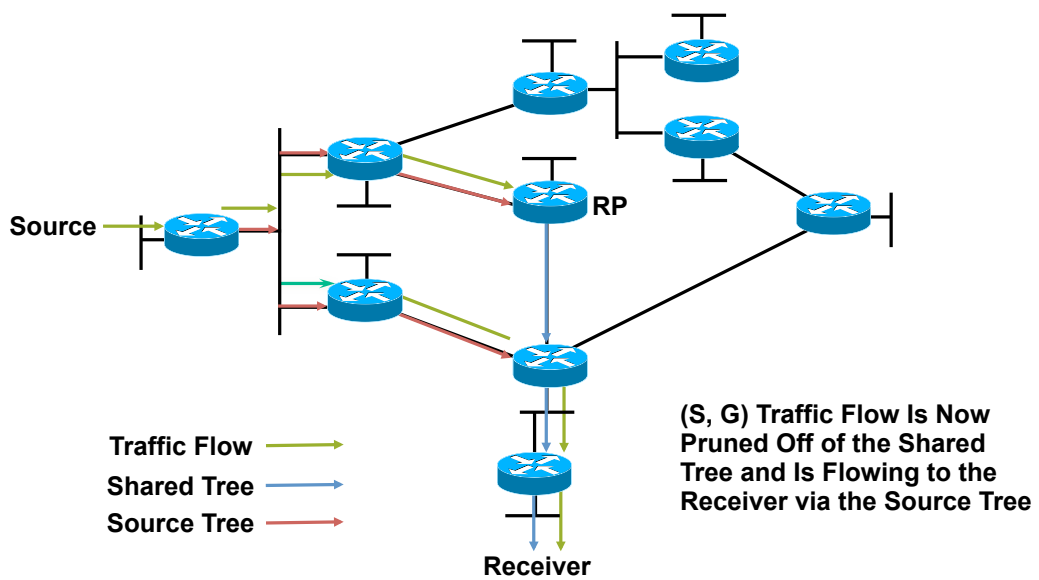 Source
RP
Traffic Flow
Shared Tree
Source Tree
(S, G) Traffic Flow Is Now
Pruned Off of the Shared
Tree and Is Flowing to the
Receiver via the Source Tree
Receiver